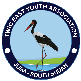 TWIC EAST YOUTH ASSOCIATION
JUBA - SOUTH SUDAN